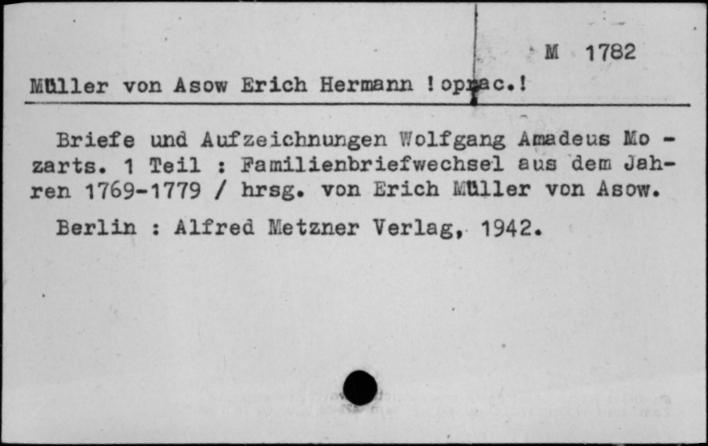 M 1782
Müller von Asow Erich Hermann !oprac.!
Briefe und Aufzeichnungen Wolfgang Amadeus Mo -
zarts. 1 Teil : Familienbriefwechsel aus dem Jah-
ren 1769-1779 / hrsg. von Erich Müller von Asow.
Berlin : Alfred Metzner Verlag, 1942.